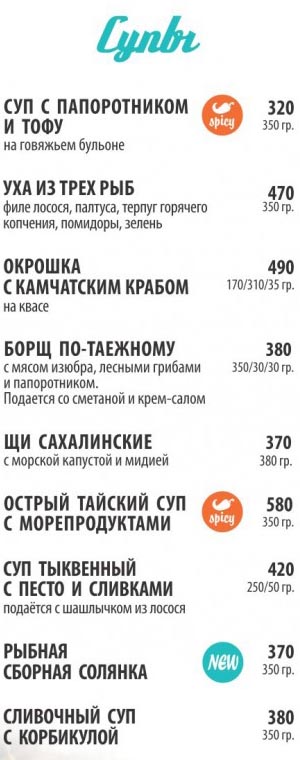 Супы
СУП С ПАПОРОТНИКОМ 320
И ТОФУ spicy 350 гр.
на говяжьем бульоне
УХА ИЗ ТРЕХ РЫБ 470
филе лосося, палтуса, терпуг горячего 350 гр.
копчения, помидоры, зелень
ОКРОШКА 490
С КАМЧАТСКИМ КРАБОМ 170/310/35 гр.
на квасе
БОРЩ ПО-ТАЕЖНОМУ 380
с мясом изюбра, лесными грибами 350/30/30 гр.
и папоротником.
Подается со сметаной и крем-салом
ЩИ САХАЛИНСКИЕ 370
с морской капустой и мидией 380 гр.
ОСТРЫЙ ТАЙСКИЙ СУП 580
С МОРЕПРОДУКТАМИ spicy 350 гр.
СУП ТЫКВЕННЫЙ 420
С ПЕСТО И СЛИВКАМИ 250/50 гр.
подаётся с шашлычком из лосося
РЫБНАЯ 370
СБОРНАЯ СОЛЯНКА NEW 350 гр.
СЛИВОЧНЫЙ СУП 380
С КОРБИКУЛОЙ 350 гр.